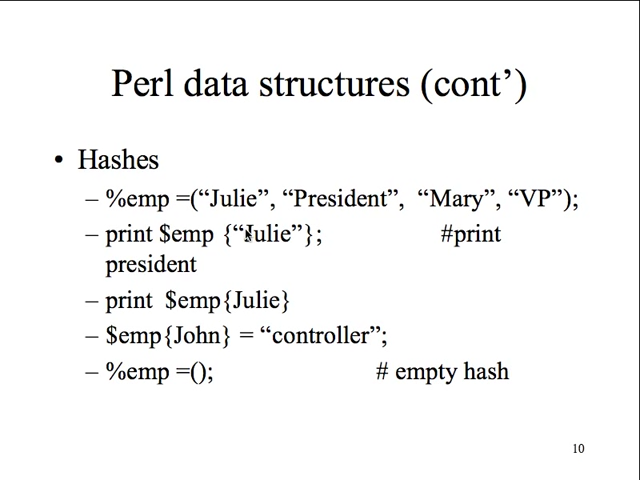 Perl data structures (cont’)
• Hashes
– %emp =(“Julie”, “President”, “Mary”, “VP”);
– print $emp {“Julie”}; #print
president
– print $emp{Julie}
– $emp{John} = “controller”;
– %emp =(); # empty hash
10